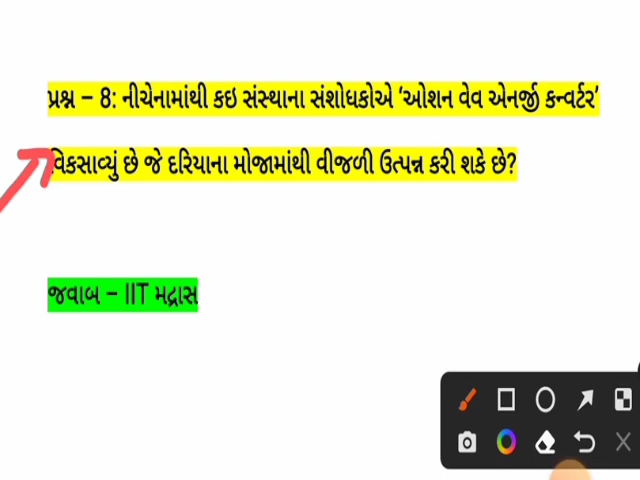 પ્રશ્ન – 8: નીચેનામાંથી કઇ સંસ્થાના સંશોધકોએ ‘ઓશન વેવ એનર્જી કન્વર્ટર’
વિકસાવ્યું છે જે દરિયાના મોજામાંથી વીજળી ઉત્પન્ન કરી શકે છે?
જવાબ – IIT મદ્રાસ